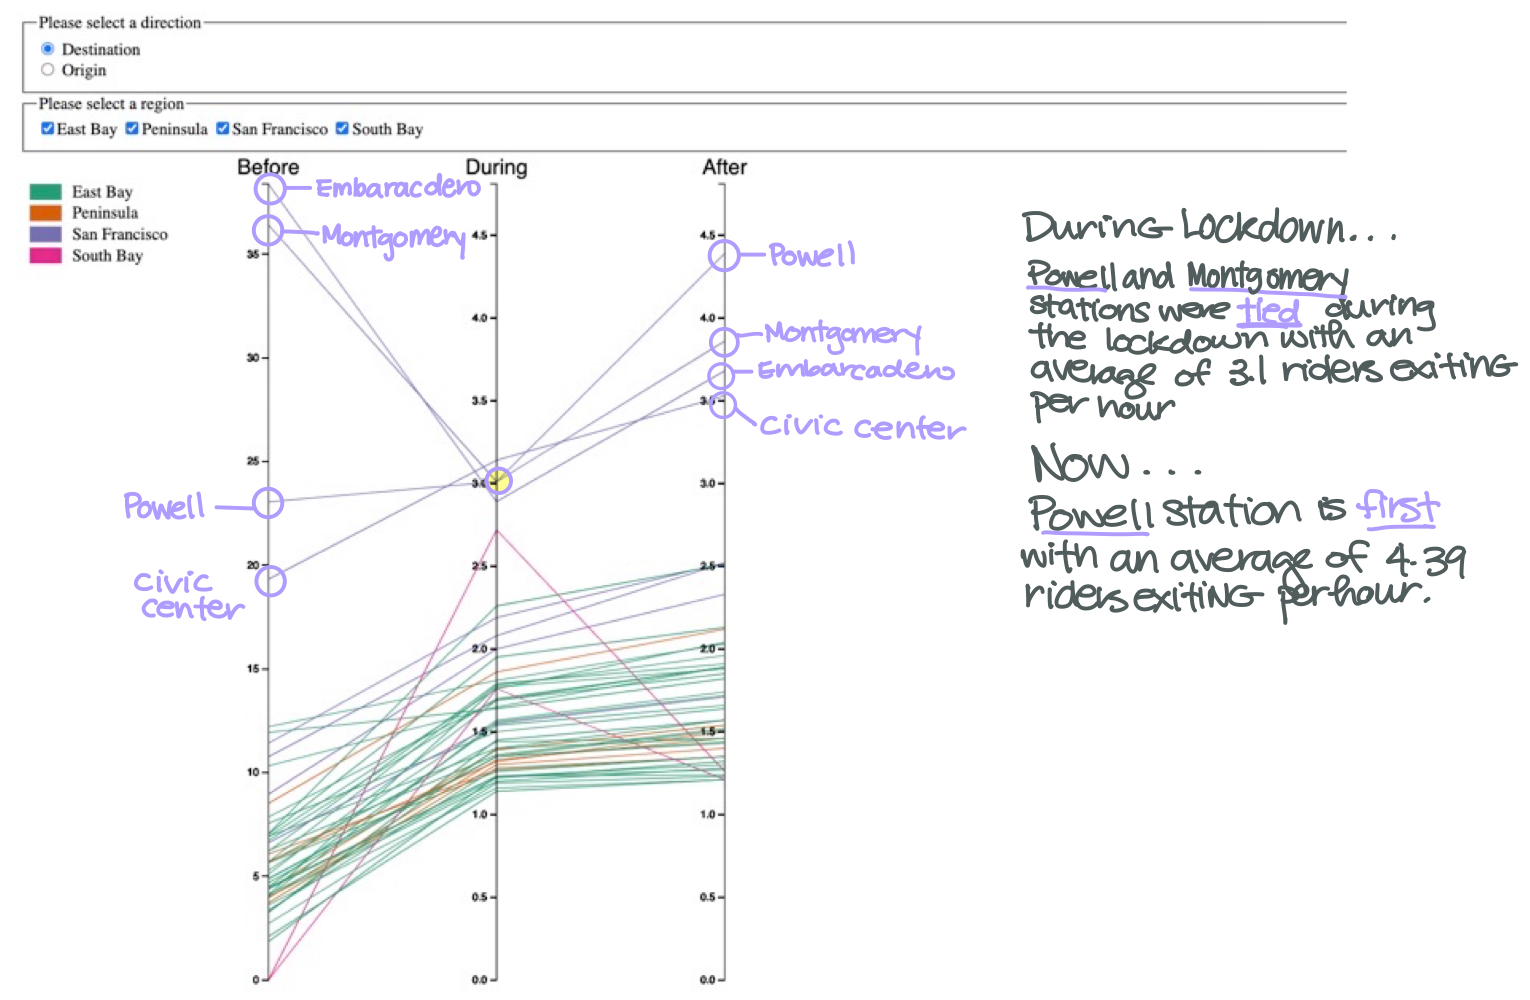 Please select a direction
Destination
Origin
Please select a region
East Bay Peninsula San Francisco South Bay
Before During After
East Bay
Peninsula
San Francisco
South Bay
Embaracdero
Montgomery
Powell
Civic
center
Powell
Montgomery
Embarcadero
Civic center
35
30
25
20
15
10
5
0
4.5
4.0
3.5
3.0
2.5
2.0
1.5
1.0
0.5
0.0
4.5
4.0
3.5
3.0
2.5
2.0
1.5
1.0
0.5
0.0
During Lockdown...
Powell and Montgomery
stations were tied during
the lockdown with an
average of 3.1 riders exiting
per hour
Now...
Powell station is first
with an average of 4.39
riders exiting per hour.